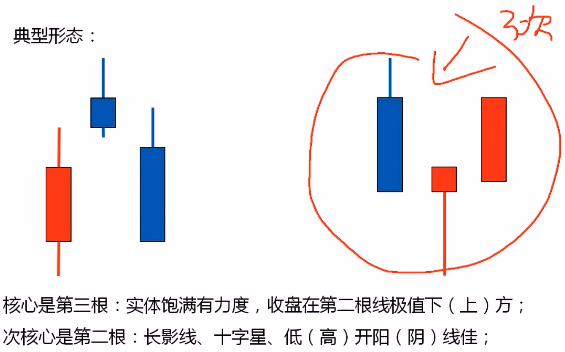 典型形态：
3次
核心是第三根：实体饱满有力度，收盘在第二根线极值下（上）方；
次核心是第二根：长影线、十字星、低（高）开阳（阴）线佳；